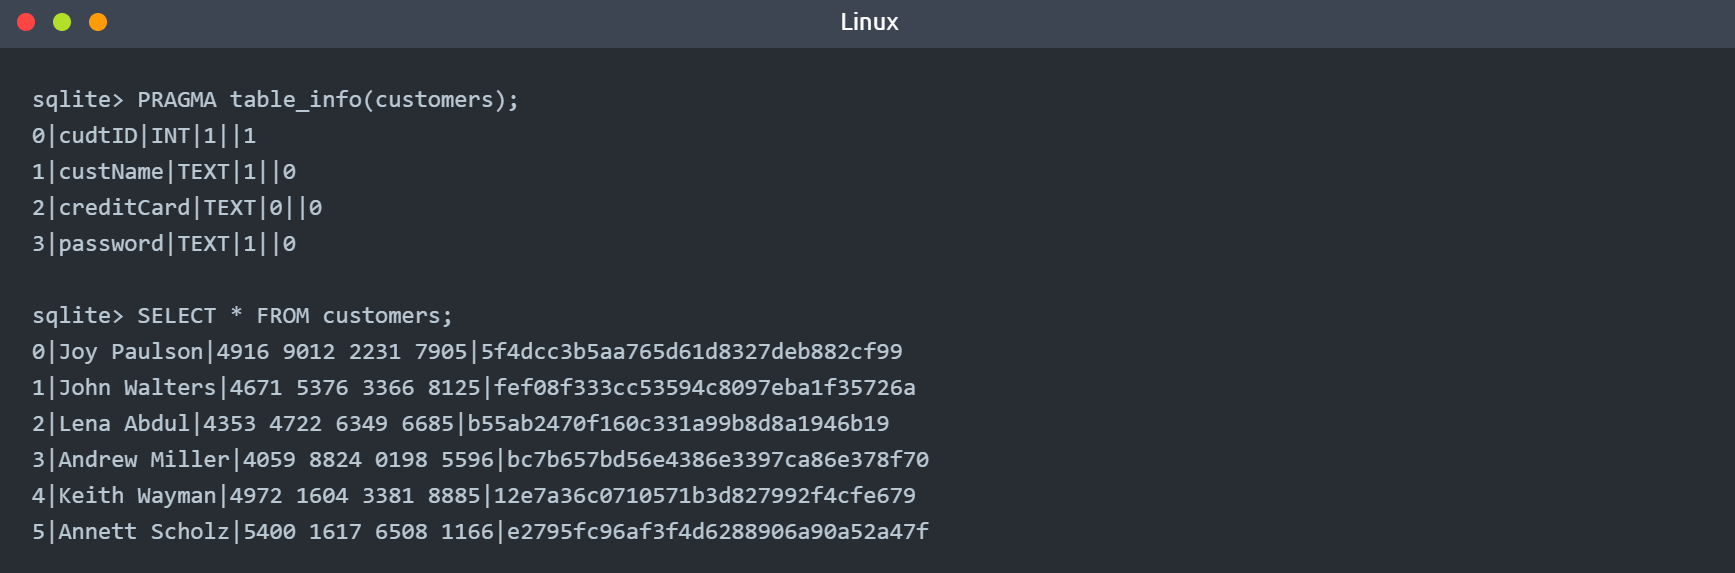 Linux
sqlite> PRAGMA table_info(customers);
0|cudtID|INT|1||1
1|custName|TEXT|1||0
2|creditCard|TEXT|0||0
3|password|TEXT|1||0
sqlite> SELECT * FROM customers;
0|Joy Paulson|4916 9012 2231 7905|5f4dcc3b5aa765d61d8327deb882cf99
1|John Walters|4671 5376 3366 8125|fef08f333cc53594c8097eba1f35726a
2|Lena Abdul|4353 4722 6349 6685|b55ab2470f160c331a99b8d8a1946b19
3|Andrew Miller|4059 8824 0198 5596|bc7b657bd56e4386e3397ca86e378f70
4|Keith Wayman|4972 1604 3381 8885|12e7a36c0710571b3d827992f4cfe679
5|Annett Scholz|5400 1617 6508 1166|e2795fc96af3f4d6288906a90a52a47f